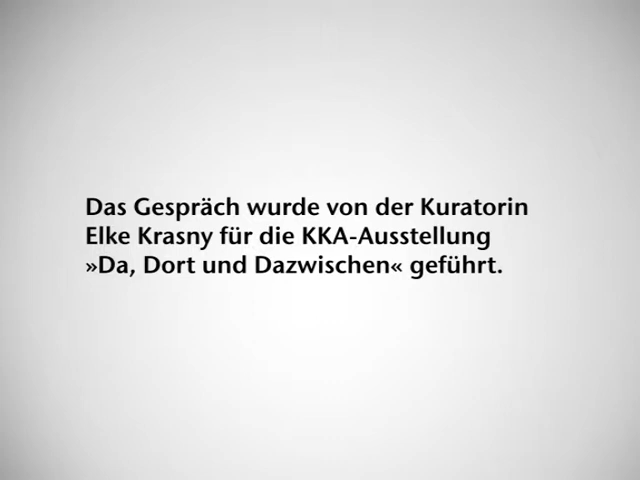 Das Gespräch wurde von der Kuratorin
Elke Krasny für die KKA-Ausstellung
»Da, Dort und Dazwischen« geführt.